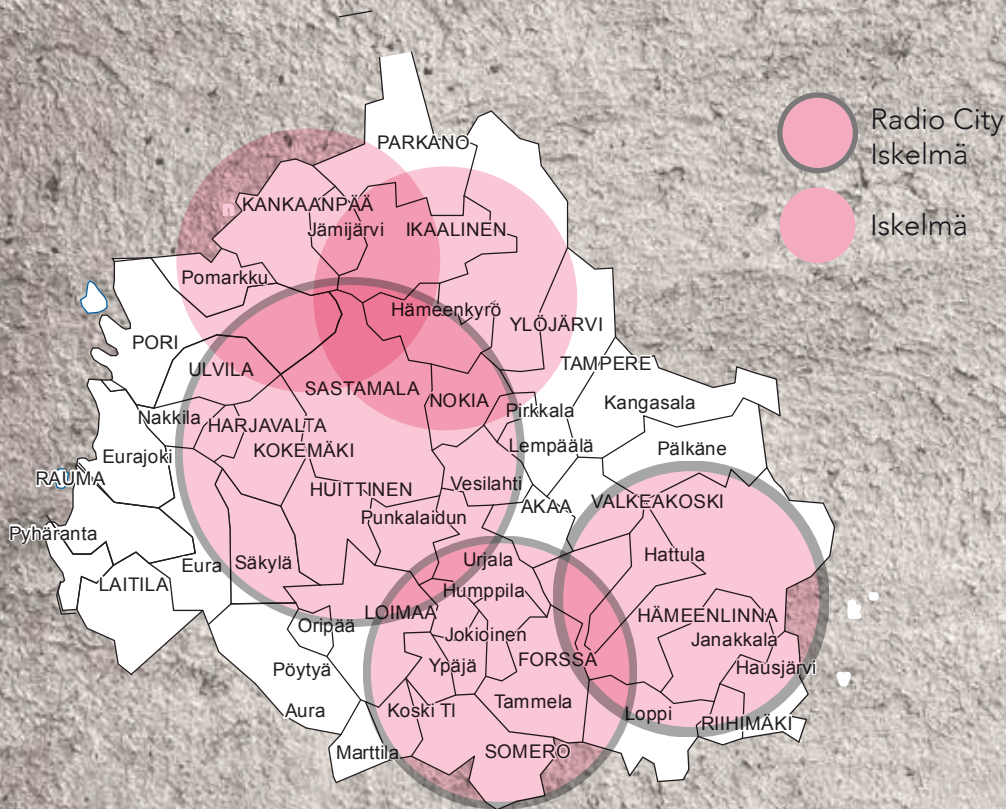 Radio City
Iskelmä
Iskelmä
PARKANO
KANKAANPÄÄ
Jämijärvi
IKAALINEN
Pomarkku
Hämeenkyrö
YLÖJÄRVI
PORI
TAMPERE
ULVILA
SASTAMALA
NOKIA
Pirkkala
Kangasala
Nakkila
HARJAVALTA
KOKEMÄKI
Lempäälä
Pälkäne
Eurajoki
RAUMA
HUITTINEN
Vesilahti
AKAA
VALKEAKOSKI
Punkalaidun
Pyhäranta
Eura
Säkylä
Urjala
Hattula
LAITILA
Humppila
LOIMAA
HÄMEENLINNA
Oripää
Jokioinen
Janakkala
Pöytyä
Ypäjä
FORSSA
Hausjärvi
Aura
Koski Tl
Tammela
Loppi
RIIHIMÄKI
Marttila
SOMERO